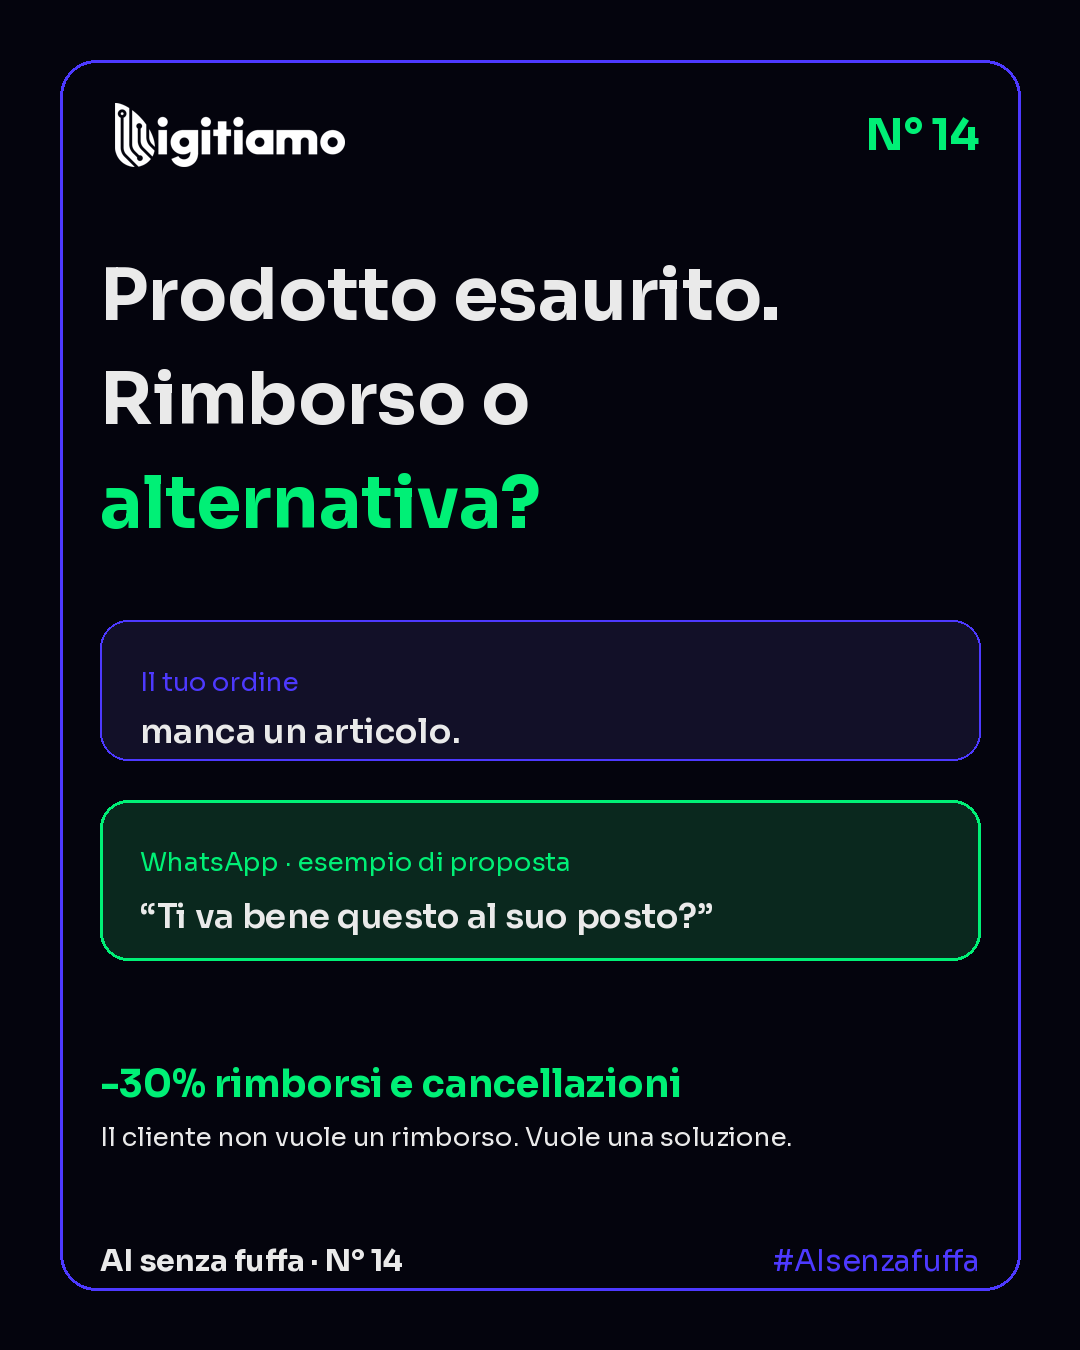 Digitiamo
N° 14
Prodotto esaurito.
Rimborso o
alternativa?
Il tuo ordine
manca un articolo.
WhatsApp · esempio di proposta
“Ti va bene questo al suo posto?”
-30% rimborsi e cancellazioni
Il cliente non vuole un rimborso. Vuole una soluzione.
AI senza fuffa · N° 14
#AIsenzafuffa